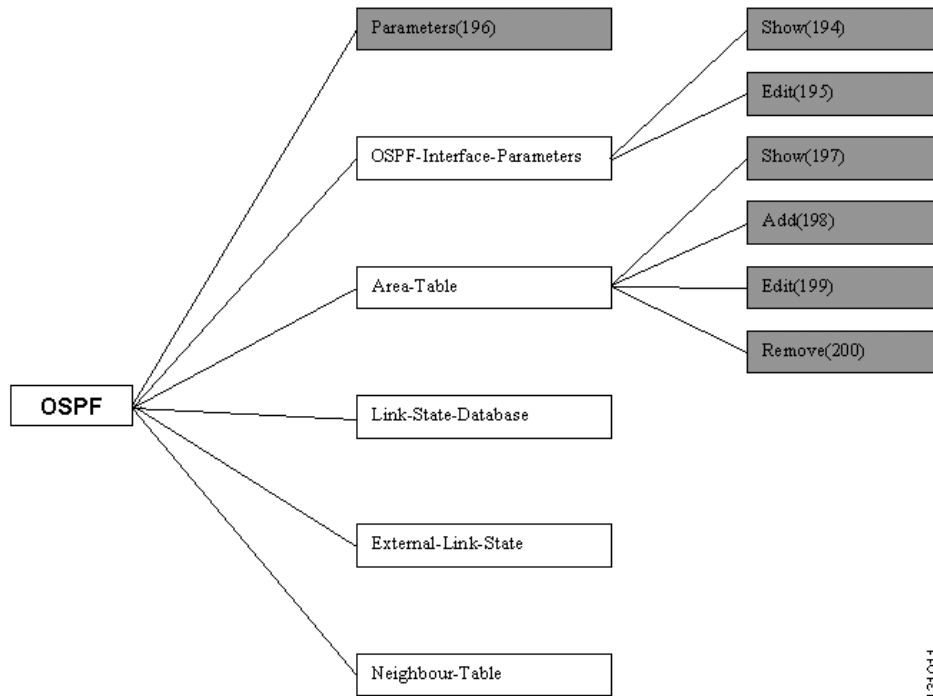 Parameters(196)
Show(194)
Edit(195)
OSPF-Interface-Parameters
Show(197)
Add(198)
Area-Table
Edit(199)
Remove(200)
OSPF
Link-State-Database
External-Link-State
Neighbour-Table
131011